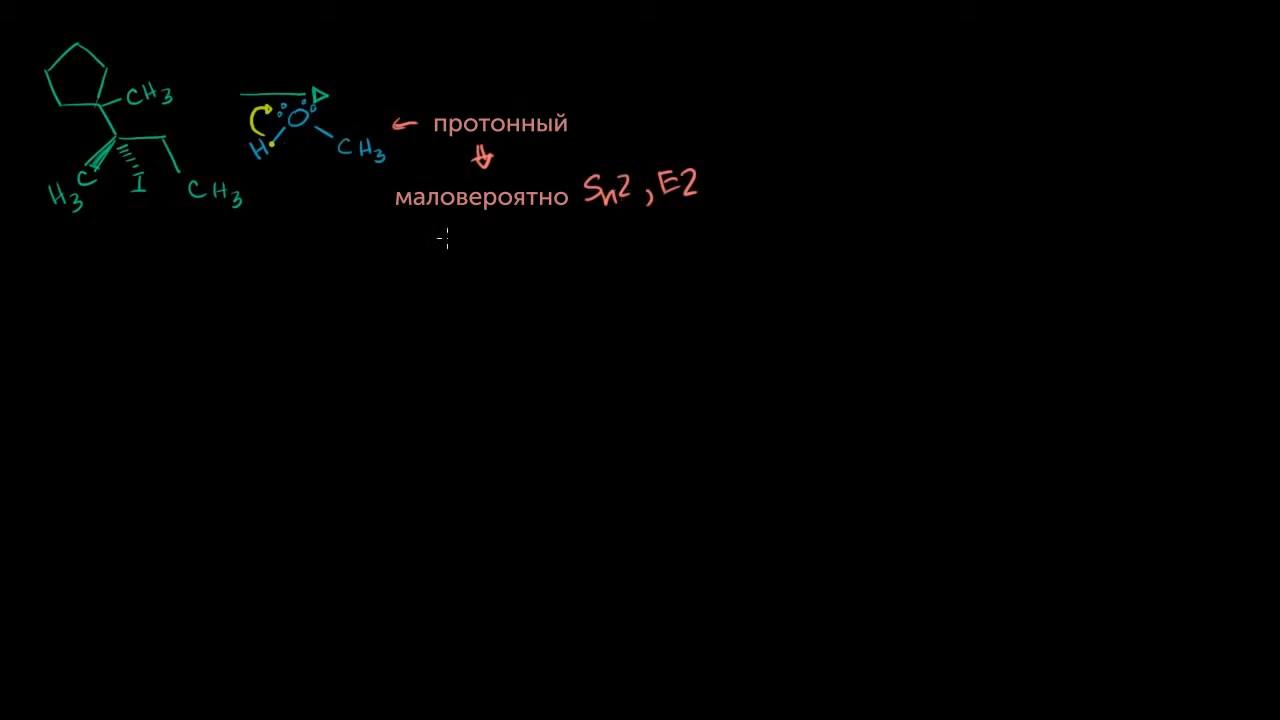 CH3
H3C I CH3
H O CH3
протонный
маловероятно Sn2, E2